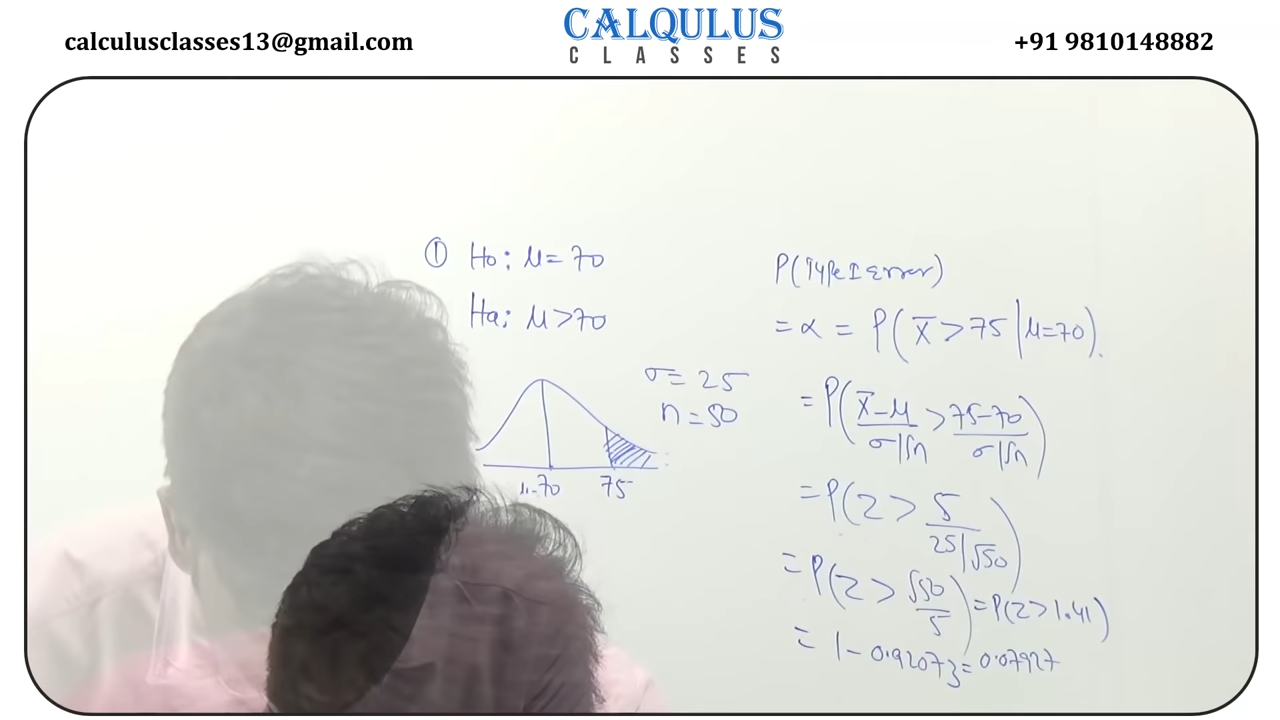 calculusclasses13@gmail.com
CALQULUS
CLASSES
+91 9810148882
① H₀: μ = 70
Hₐ: μ > 70
σ = 25
n = 50
μ=70
75
P(Type I Error)
= α = P(X̄ > 75 | μ=70).
= P((X̄-μ)/(σ/√n) > (75-70)/(σ/√n))
= P(Z > 5/(25/√50))
= P(Z > √50/5) = P(Z > 1.41)
= 1 - 0.92073 = 0.07927